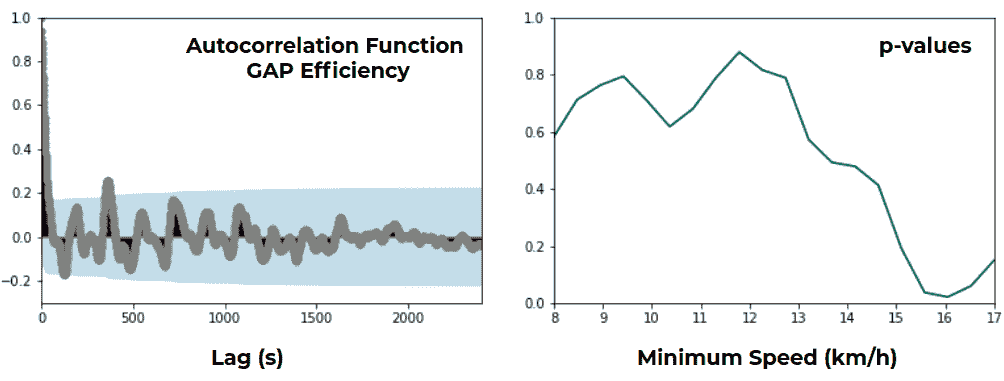 1.0
0.8
0.6
0.4
0.2
0.0
−0.2
Autocorrelation Function
GAP Efficiency
0 500 1000 1500 2000
Lag (s)
1.0
0.8
0.6
0.4
0.2
0.0
p-values
8 9 10 11 12 13 14 15 16 17
Minimum Speed (km/h)